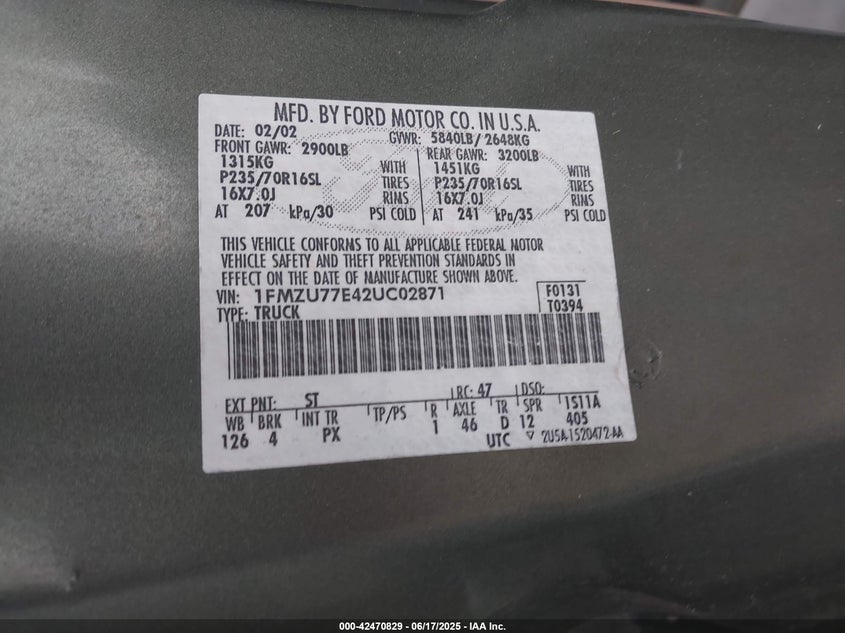 MFD. BY FORD MOTOR CO. IN U.S.A.
DATE: 02/02 GVWR: 5840LB/ 2648KG
FRONT GAWR: 2900LB REAR GAWR: 3200LB
1315KG WITH 1451KG WITH
P235/70R16SL TIRES P235/70R16SL TIRES
16X7.0J RINS 16X7.0J RINS
AT 207 kPa/30 PSI COLD AT 241 kPa/35 PSI COLD
THIS VEHICLE CONFORMS TO ALL APPLICABLE FEDERAL MOTOR
VEHICLE SAFETY AND THEFT PREVENTION STANDARDS IN
EFFECT ON THE DATE OF MANUFACTURE SHOWN ABOVE.
VIN: 1FMZU77E42UC02871 F0131
TYPE: TRUCK T0394
EXT PNT: ST RC: 47 DSO:
WB BRK INT TR TP/PS R AXLE TR SPR 1S11A
126 4 PX 1 46 D 12 405
UTC ▽ 2U5A-1520472-AA
000-42470829 - 06/17/2025 - IAA Inc.